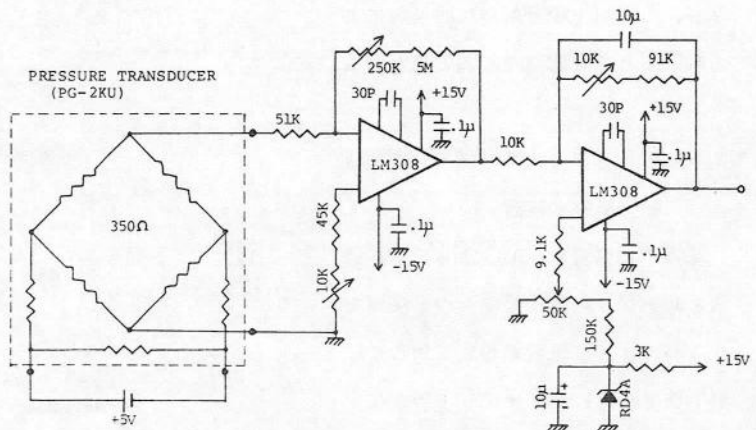 PRESSURE TRANSDUCER
(PG-2KU)
350Ω
+5V
51K
250K
5M
30P
+15V
.1μ
LM308
.1μ
-15V
45K
10K
10K
10μ
10K
91K
30P
+15V
.1μ
LM308
.1μ
-15V
9.1K
50K
150K
3K
+15V
10μ
+
-
RD4A